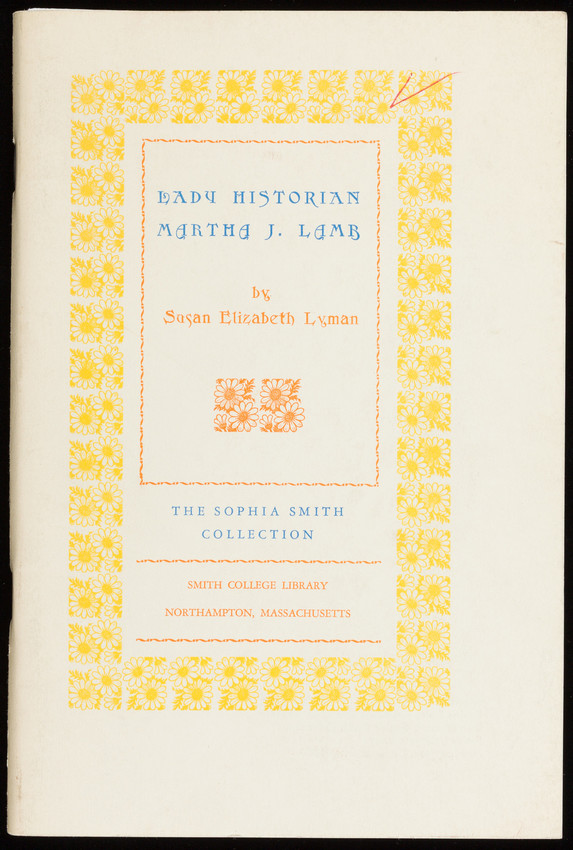 LADY HISTORIAN
MARTHA J. LAMB
by
Susan Elizabeth Lyman
THE SOPHIA SMITH
COLLECTION
SMITH COLLEGE LIBRARY
NORTHAMPTON, MASSACHUSETTS